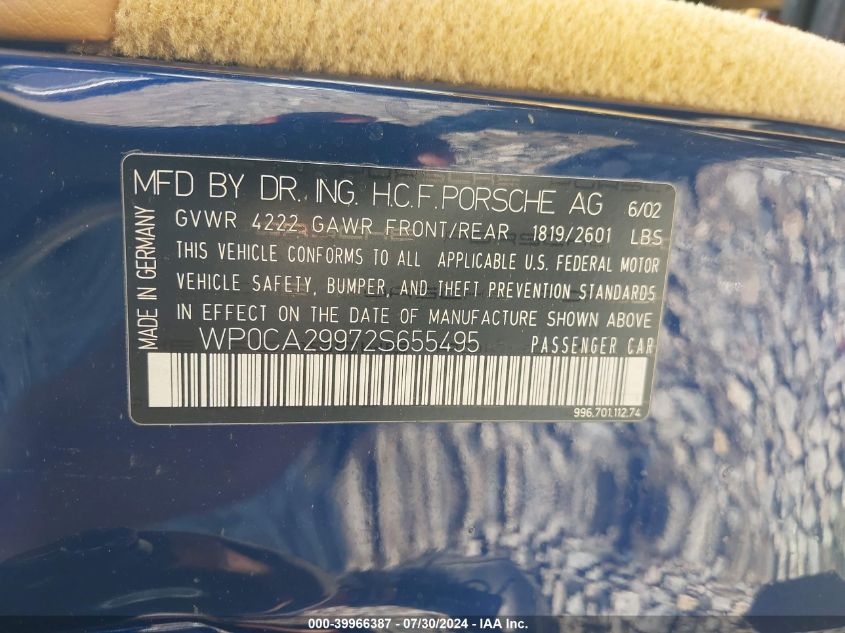 MFD BY DR. ING. H.C.F. PORSCHE AG 6/02
GVWR 4222 GAWR FRONT/REAR 1819/2601 LBS
THIS VEHICLE CONFORMS TO ALL APPLICABLE U.S. FEDERAL MOTOR
VEHICLE SAFETY, BUMPER, AND THEFT PREVENTION STANDARDS
IN EFFECT ON THE DATE OF MANUFACTURE SHOWN ABOVE
WP0CA29972S655495 PASSENGER CAR
996.701.112.74
MADE IN GERMANY
000-39966387 - 07/30/2024 - IAA Inc.